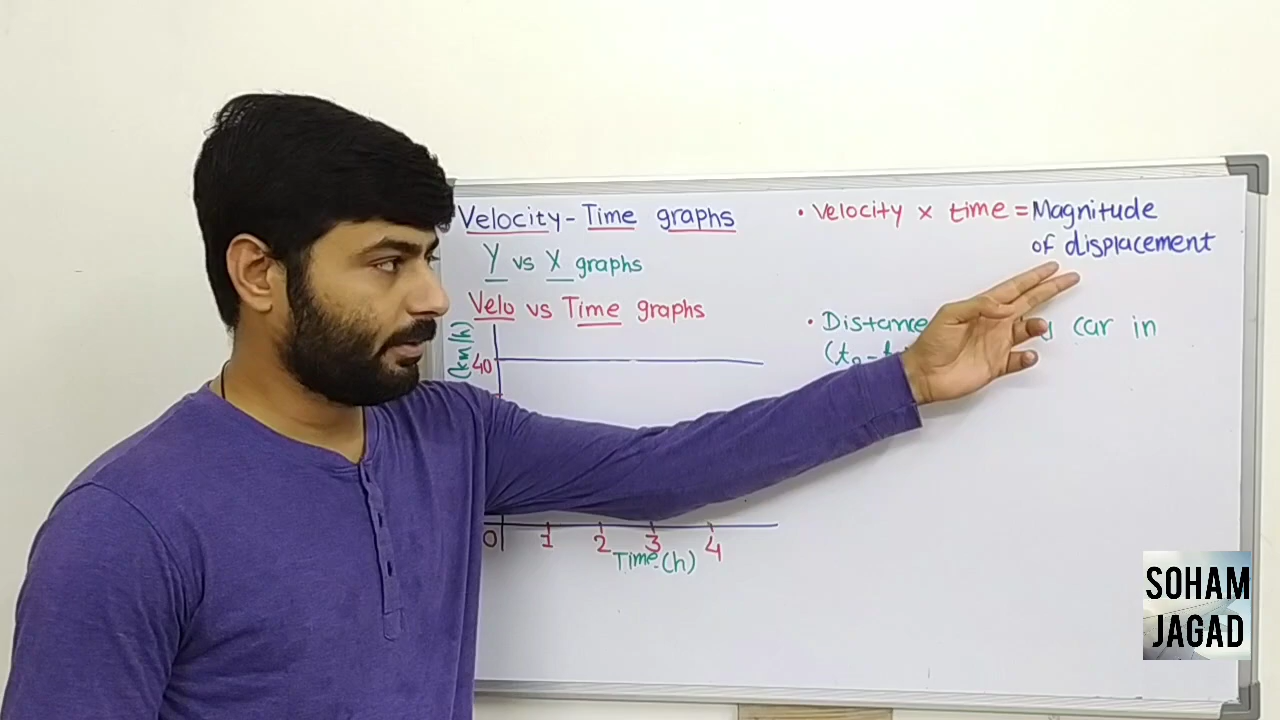 Velocity - Time graphs
Y vs X graphs
Velo vs Time graphs
(km/h)
40
0 1 2 3 4
Time (h)
• Velocity × time = Magnitude
of displacement
• Distance car in
SOHAM
JAGAD